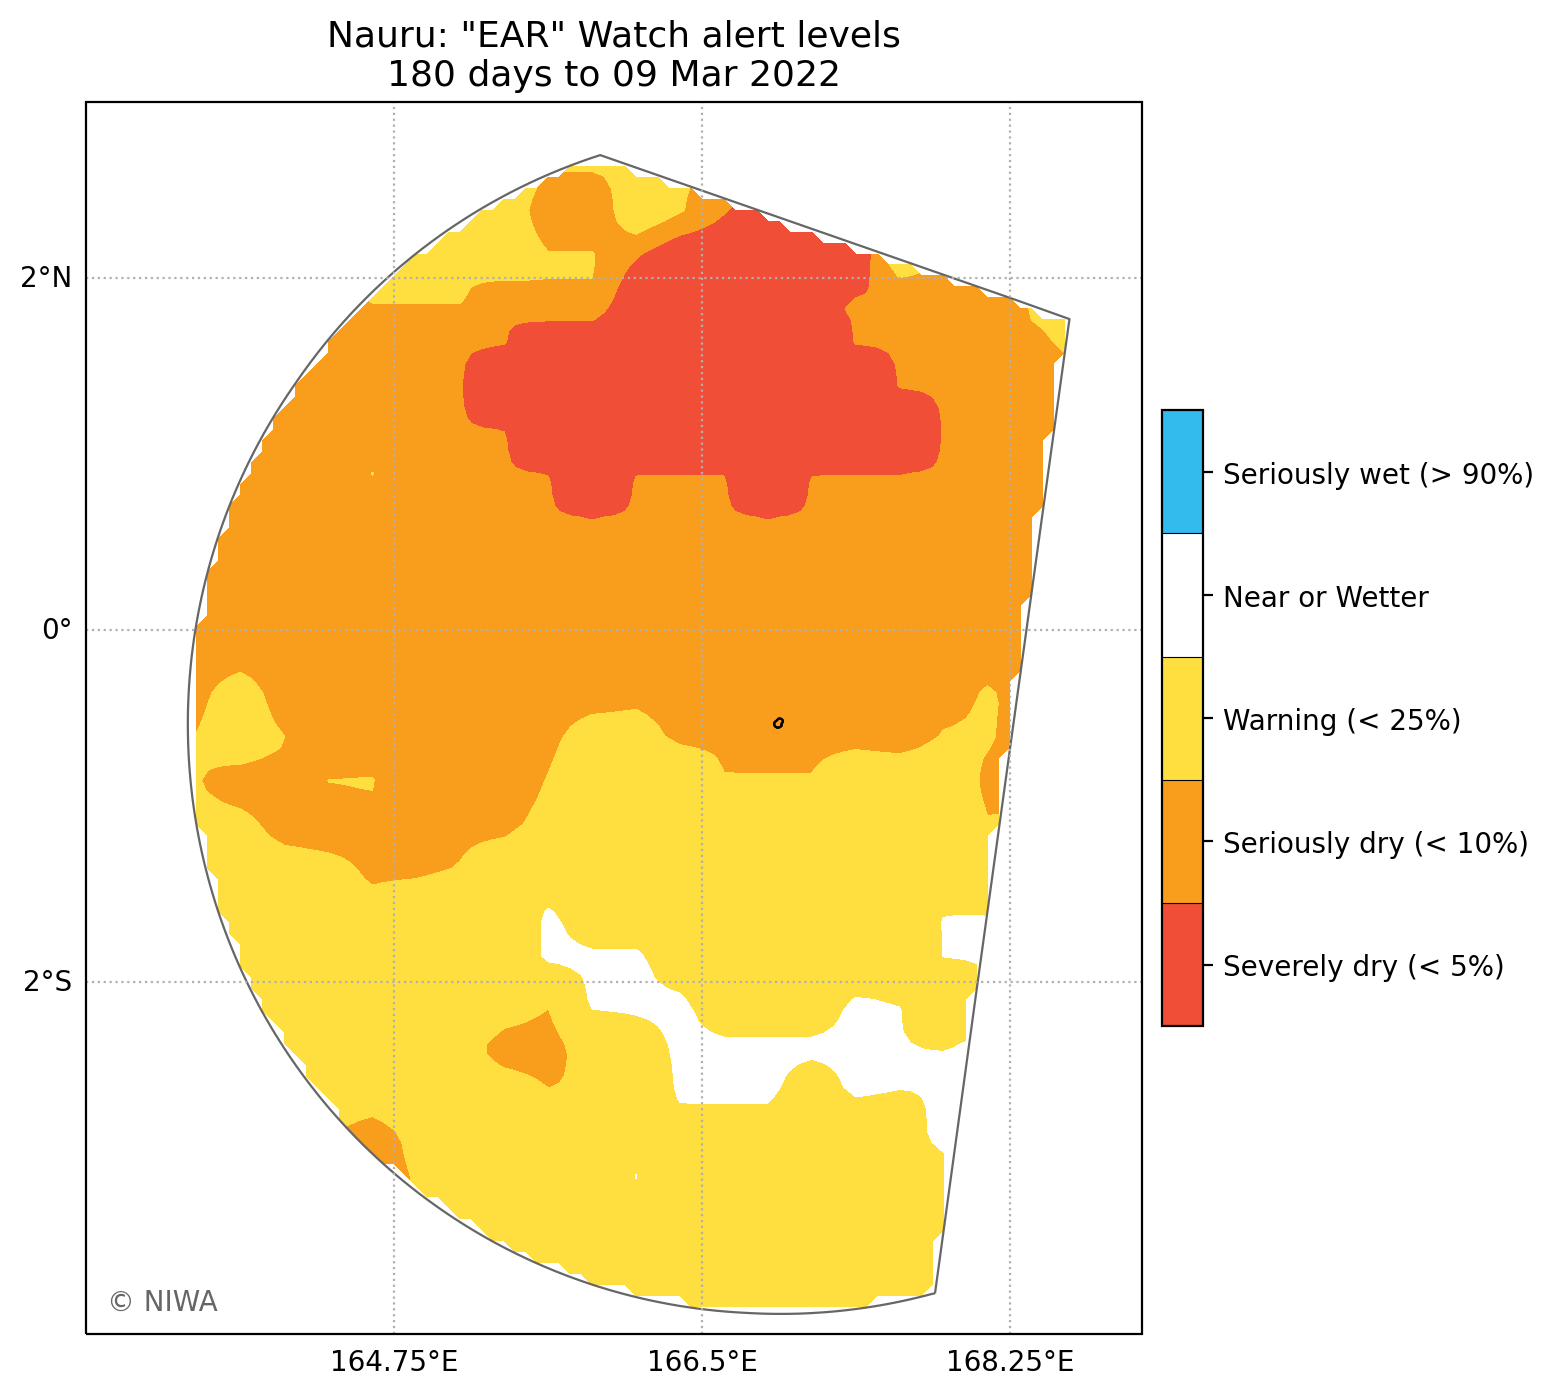 Nauru: "EAR" Watch alert levels
180 days to 09 Mar 2022
2°N
0°
2°S
164.75°E
166.5°E
168.25°E
© NIWA
Seriously wet (> 90%)
Near or Wetter
Warning (< 25%)
Seriously dry (< 10%)
Severely dry (< 5%)